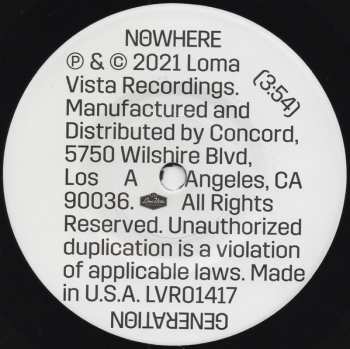 NOWHERE
℗ & © 2021 Loma
Vista Recordings.
(3:54)
Manufactured and
Distributed by Concord,
5750 Wilshire Blvd,
Los A Angeles, CA
90036. All Rights
Reserved. Unauthorized
duplication is a violation
of applicable laws. Made
in U.S.A. LVR01417
GENERATION